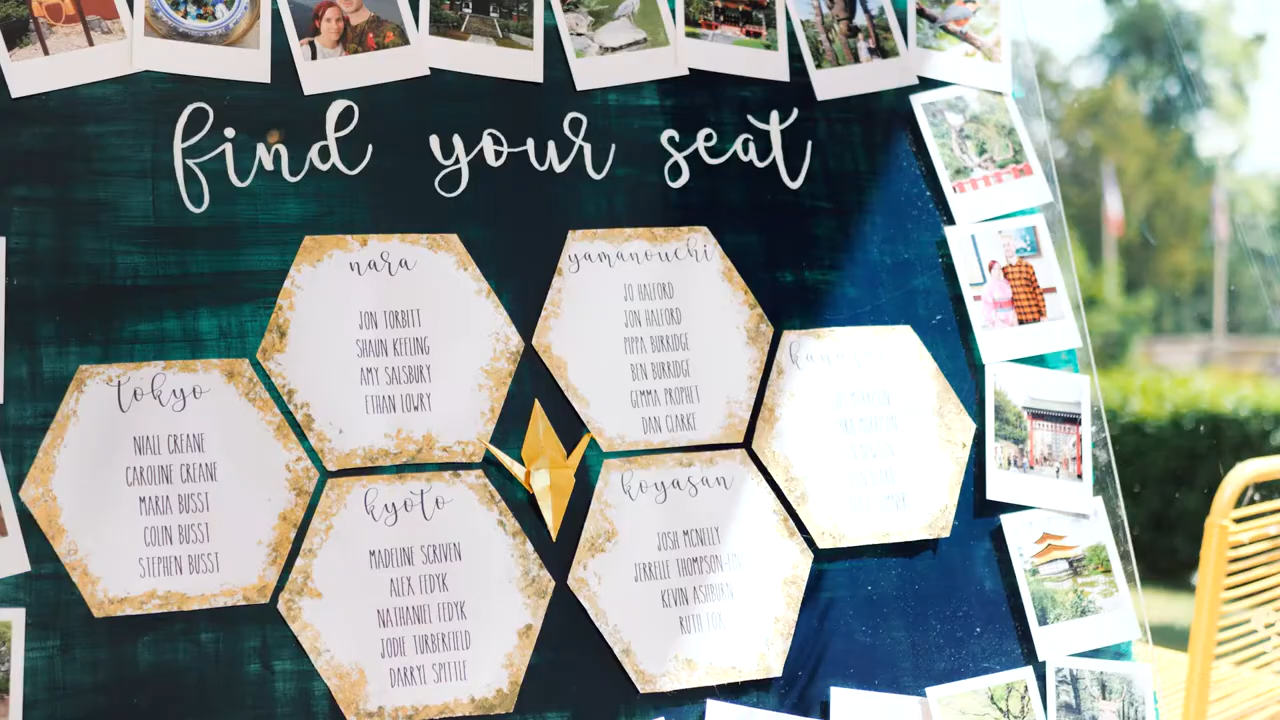 find your seat
nara
JON TORBITT
SHAUN KEELING
AMY SALSBURY
ETHAN LOWRY
yamanouchi
JO HALFORD
JON HALFORD
PIPPA BURRIDGE
BEN BURRIDGE
GEMMA PROPHET
DAN CLARKE
tokyo
NIALL CREANE
CAROLINE CREANE
MARIA BUSST
COLIN BUSST
STEPHEN BUSST
kyoto
MADELINE SCRIVEN
ALEX FEDYK
NATHANIEL FEDYK
JODIE TURBERFIELD
DARRYL SPITTLE
koyasan
JOSH MCNELLY
JERRELLE
KEVIN ASHBURN
RUTH FOX